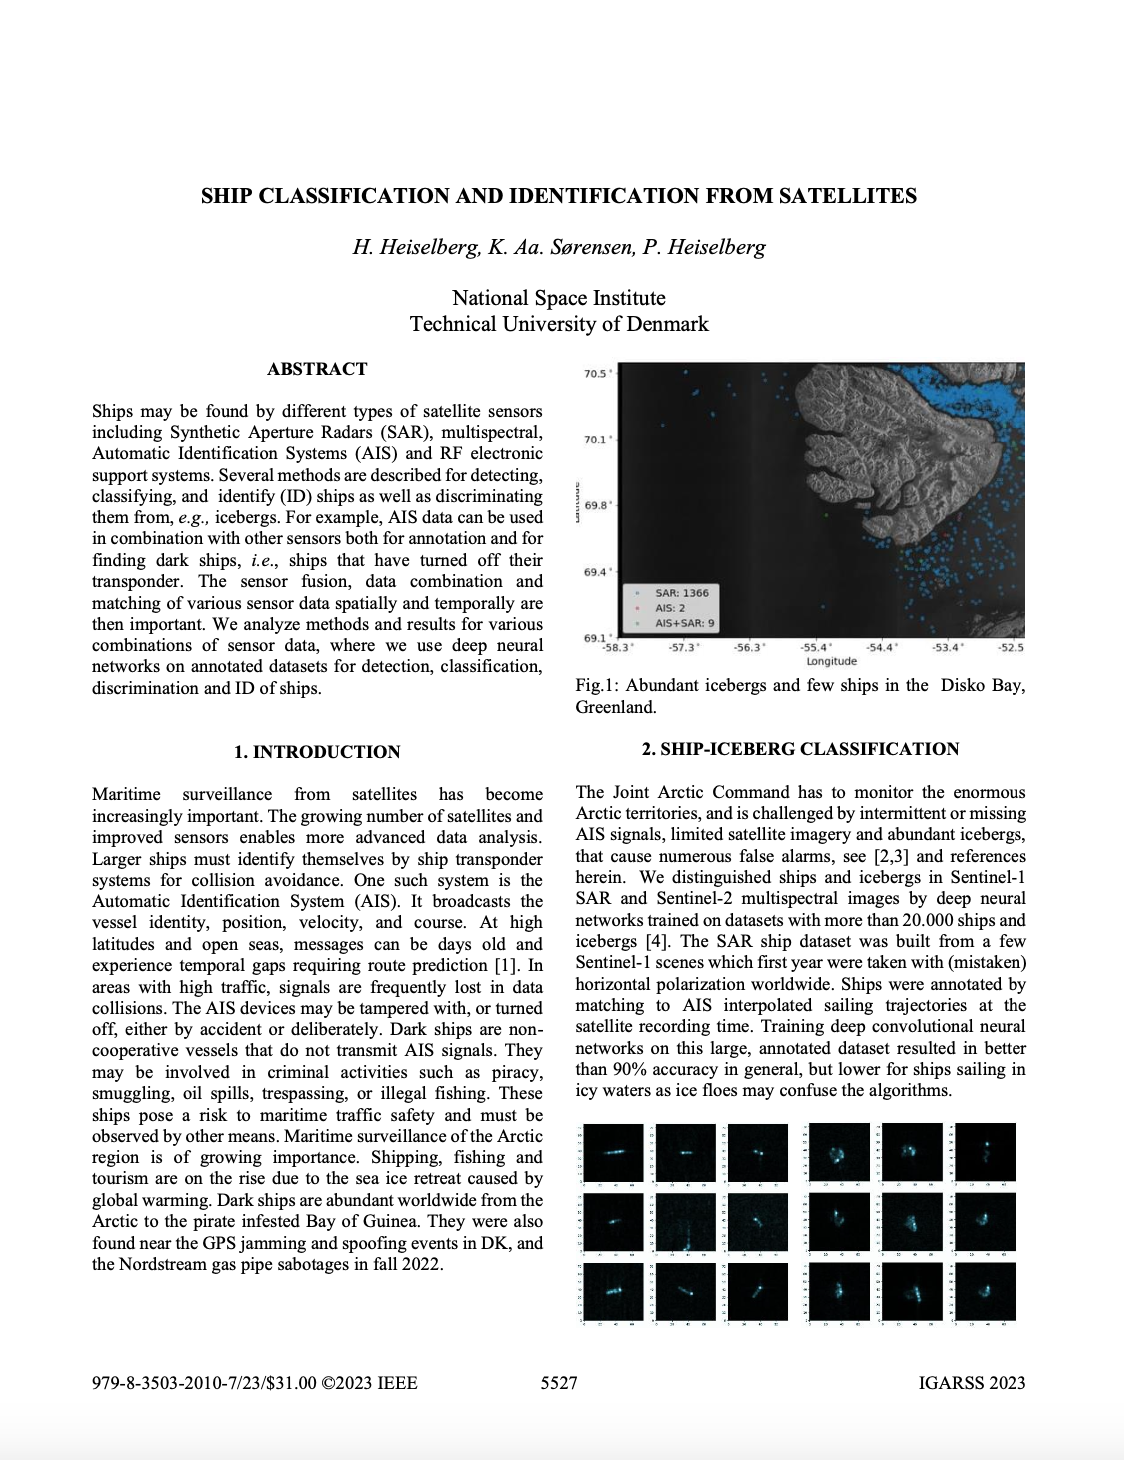 SHIP CLASSIFICATION AND IDENTIFICATION FROM SATELLITES
H. Heiselberg, K. Aa. Sørensen, P. Heiselberg
National Space Institute
Technical University of Denmark
ABSTRACT
Ships may be found by different types of satellite sensors
including Synthetic Aperture Radars (SAR), multispectral,
Automatic Identification Systems (AIS) and RF electronic
support systems. Several methods are described for detecting,
classifying, and identify (ID) ships as well as discriminating
them from, e.g., icebergs. For example, AIS data can be used
in combination with other sensors both for annotation and for
finding dark ships, i.e., ships that have turned off their
transponder. The sensor fusion, data combination and
matching of various sensor data spatially and temporally are
then important. We analyze methods and results for various
combinations of sensor data, where we use deep neural
networks on annotated datasets for detection, classification,
discrimination and ID of ships.
1. INTRODUCTION
Maritime surveillance from satellites has become
increasingly important. The growing number of satellites and
improved sensors enables more advanced data analysis.
Larger ships must identify themselves by ship transponder
systems for collision avoidance. One such system is the
Automatic Identification System (AIS). It broadcasts the
vessel identity, position, velocity, and course. At high
latitudes and open seas, messages can be days old and
experience temporal gaps requiring route prediction [1]. In
areas with high traffic, signals are frequently lost in data
collisions. The AIS devices may be tampered with, or turned
off, either by accident or deliberately. Dark ships are non-
cooperative vessels that do not transmit AIS signals. They
may be involved in criminal activities such as piracy,
smuggling, oil spills, trespassing, or illegal fishing. These
ships pose a risk to maritime traffic safety and must be
observed by other means. Maritime surveillance of the Arctic
region is of growing importance. Shipping, fishing and
tourism are on the rise due to the sea ice retreat caused by
global warming. Dark ships are abundant worldwide from the
Arctic to the pirate infested Bay of Guinea. They were also
found near the GPS jamming and spoofing events in DK, and
the Nordstream gas pipe sabotages in fall 2022.
70.5°
70.1°
69.8°
69.4°
69.1°
SAR: 1366
AIS: 2
AIS+SAR: 9
-58.3° -57.3° -56.3° -55.4° -54.4° -53.4° -52.5
Longitude
Fig.1: Abundant icebergs and few ships in the Disko Bay,
Greenland.
2. SHIP-ICEBERG CLASSIFICATION
The Joint Arctic Command has to monitor the enormous
Arctic territories, and is challenged by intermittent or missing
AIS signals, limited satellite imagery and abundant icebergs,
that cause numerous false alarms, see [2,3] and references
herein. We distinguished ships and icebergs in Sentinel-1
SAR and Sentinel-2 multispectral images by deep neural
networks trained on datasets with more than 20.000 ships and
icebergs [4]. The SAR ship dataset was built from a few
Sentinel-1 scenes which first year were taken with (mistaken)
horizontal polarization worldwide. Ships were annotated by
matching to AIS interpolated sailing trajectories at the
satellite recording time. Training deep convolutional neural
networks on this large, annotated dataset resulted in better
than 90% accuracy in general, but lower for ships sailing in
icy waters as ice floes may confuse the algorithms.
979-8-3503-2010-7/23/$31.00 ©2023 IEEE
5527
IGARSS 2023